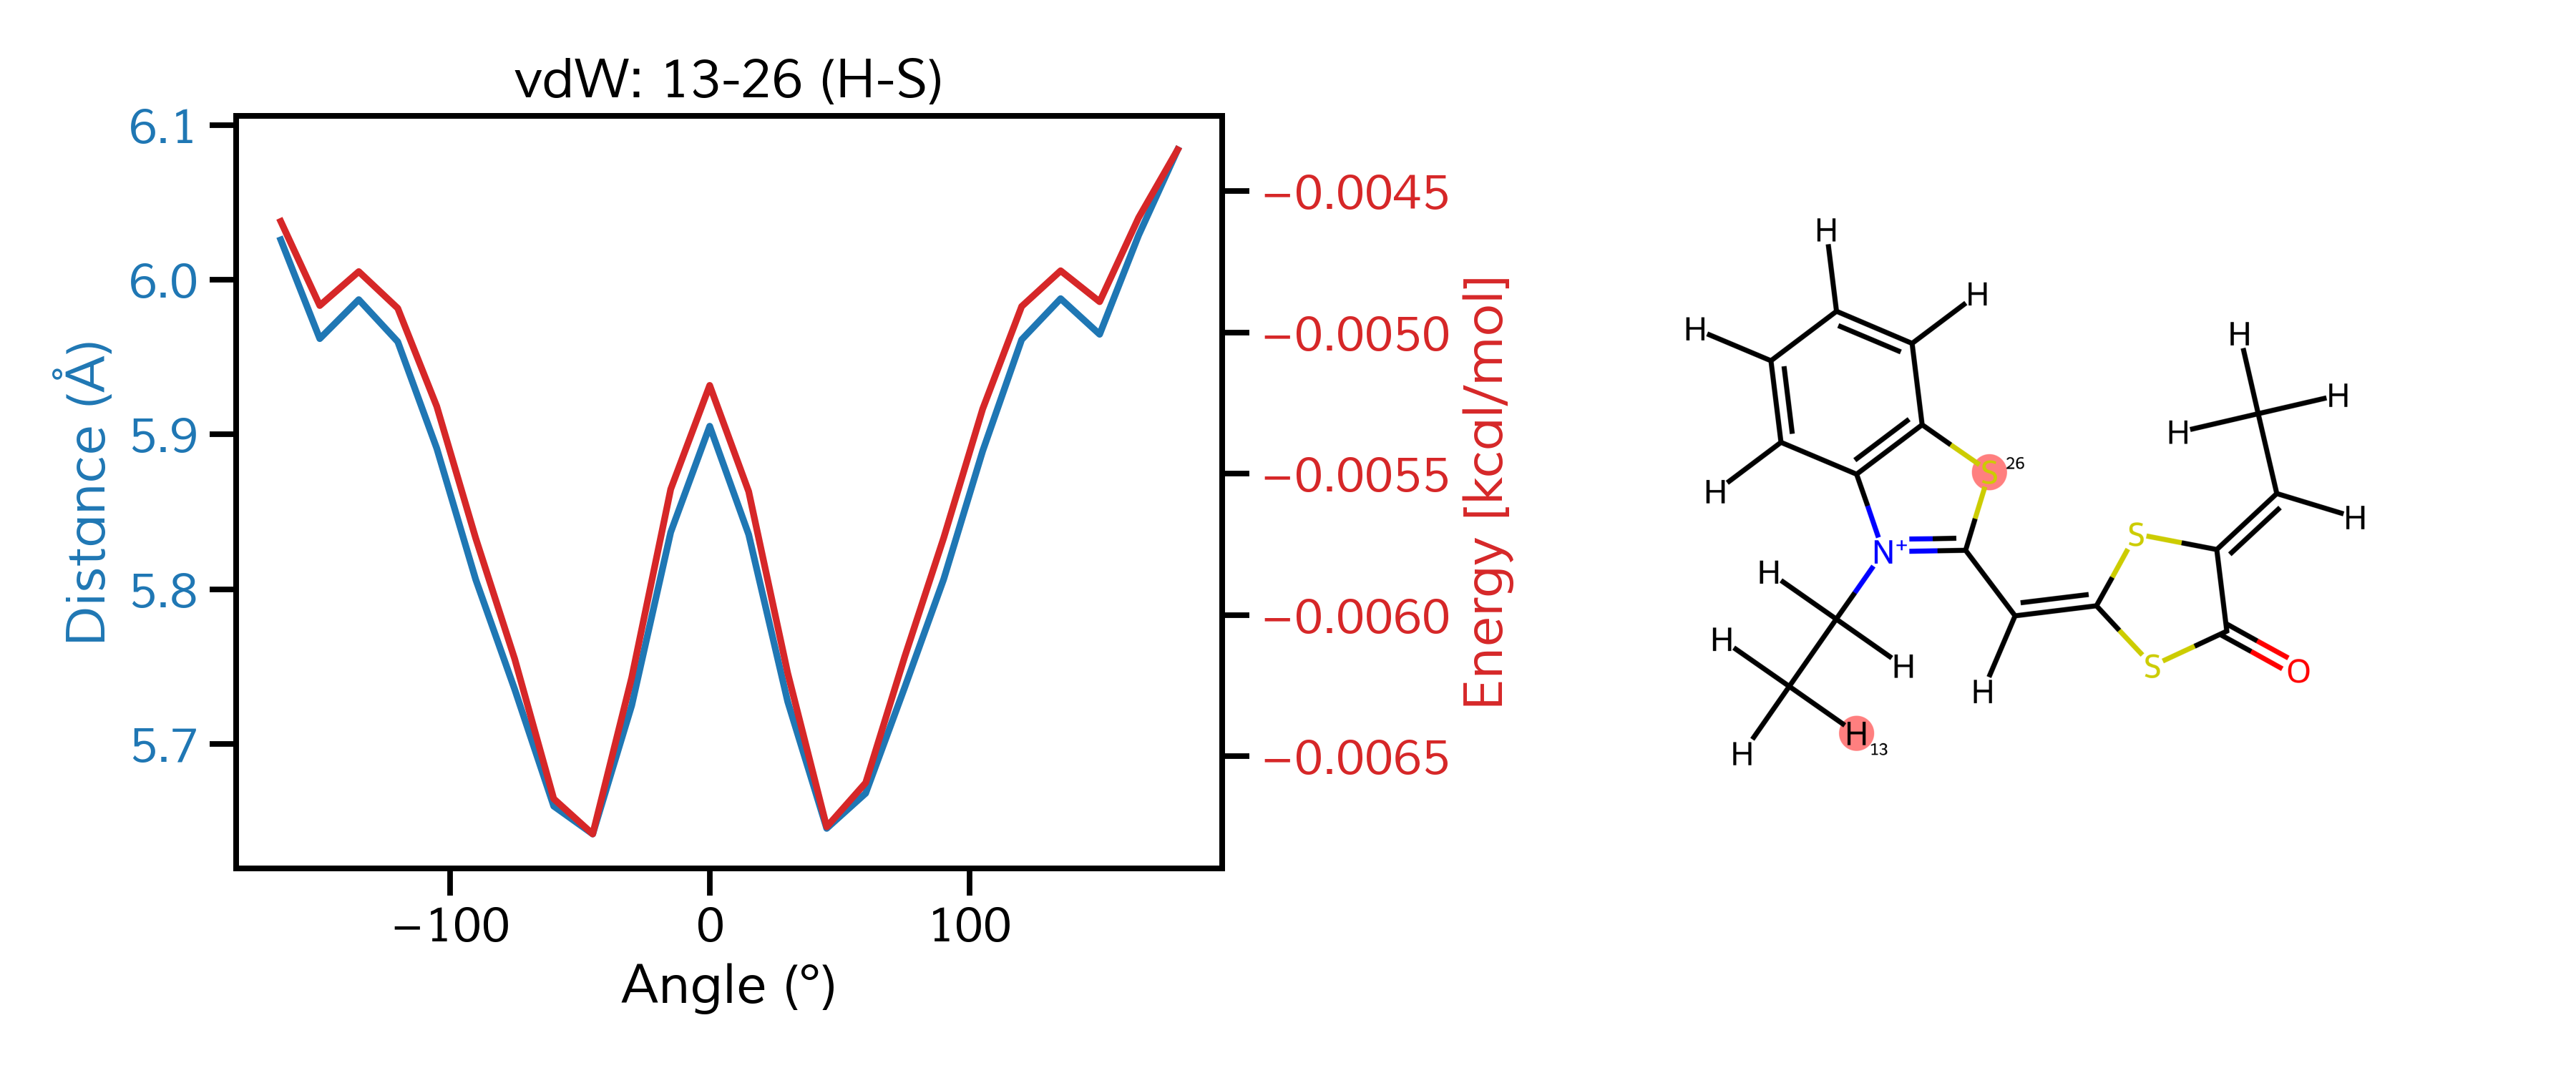 vdW: 13-26 (H-S)
6.1
6.0
5.9
5.8
5.7
Distance (Å)
−100
0
100
Angle (°)
−0.0045
−0.0050
−0.0055
−0.0060
−0.0065
Energy [kcal/mol]
H
H
H
H
H
H
H
H
S 26
S
N+
H
H
H
H
H 13
H
H
S
O